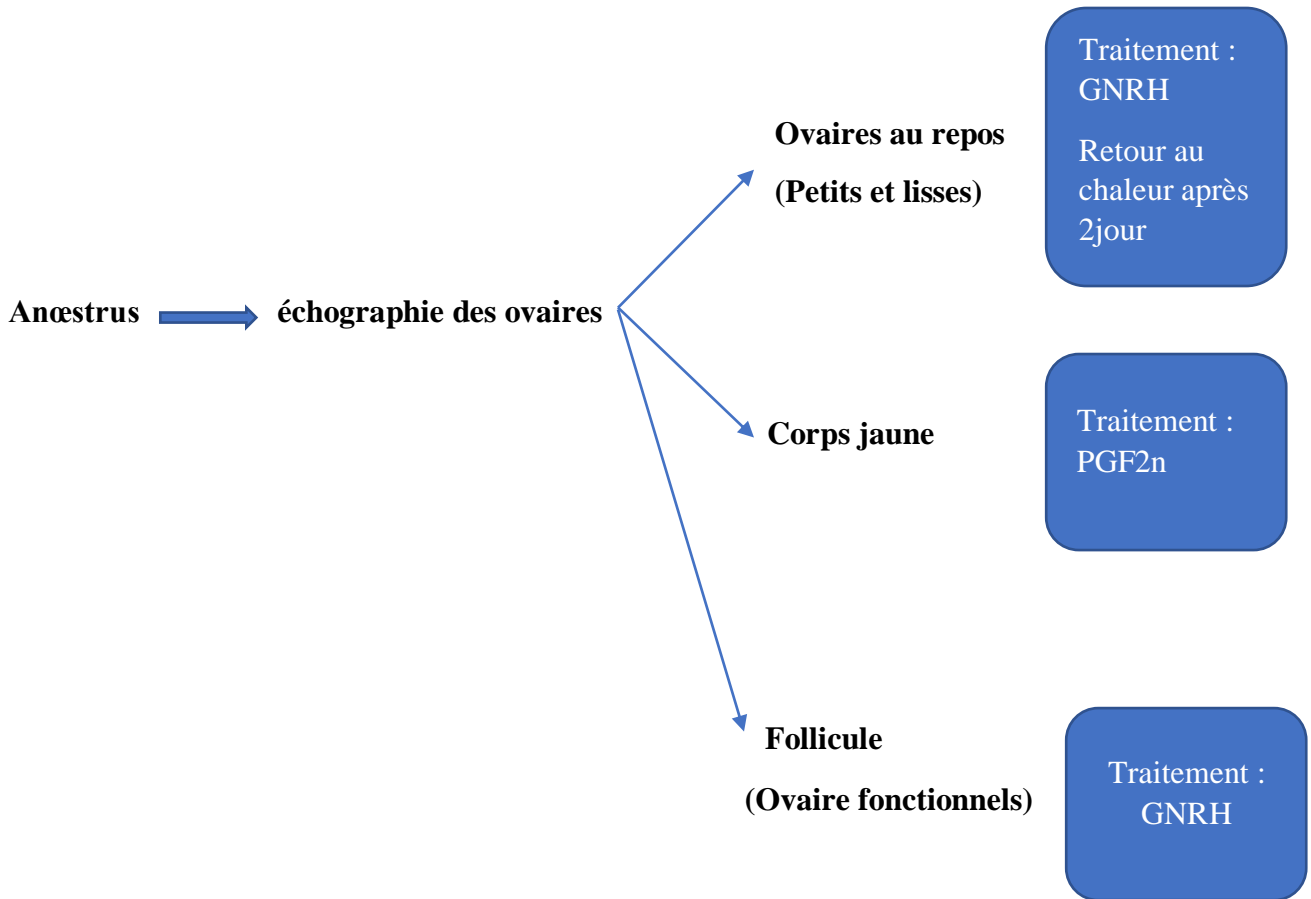 Traitement :
GNRH
Retour au
chaleur après
2jour
Ovaires au repos
(Petits et lisses)
Anœstrus
échographie des ovaires
Corps jaune
Traitement :
PGF2n
Follicule
(Ovaire fonctionnels)
Traitement :
GNRH